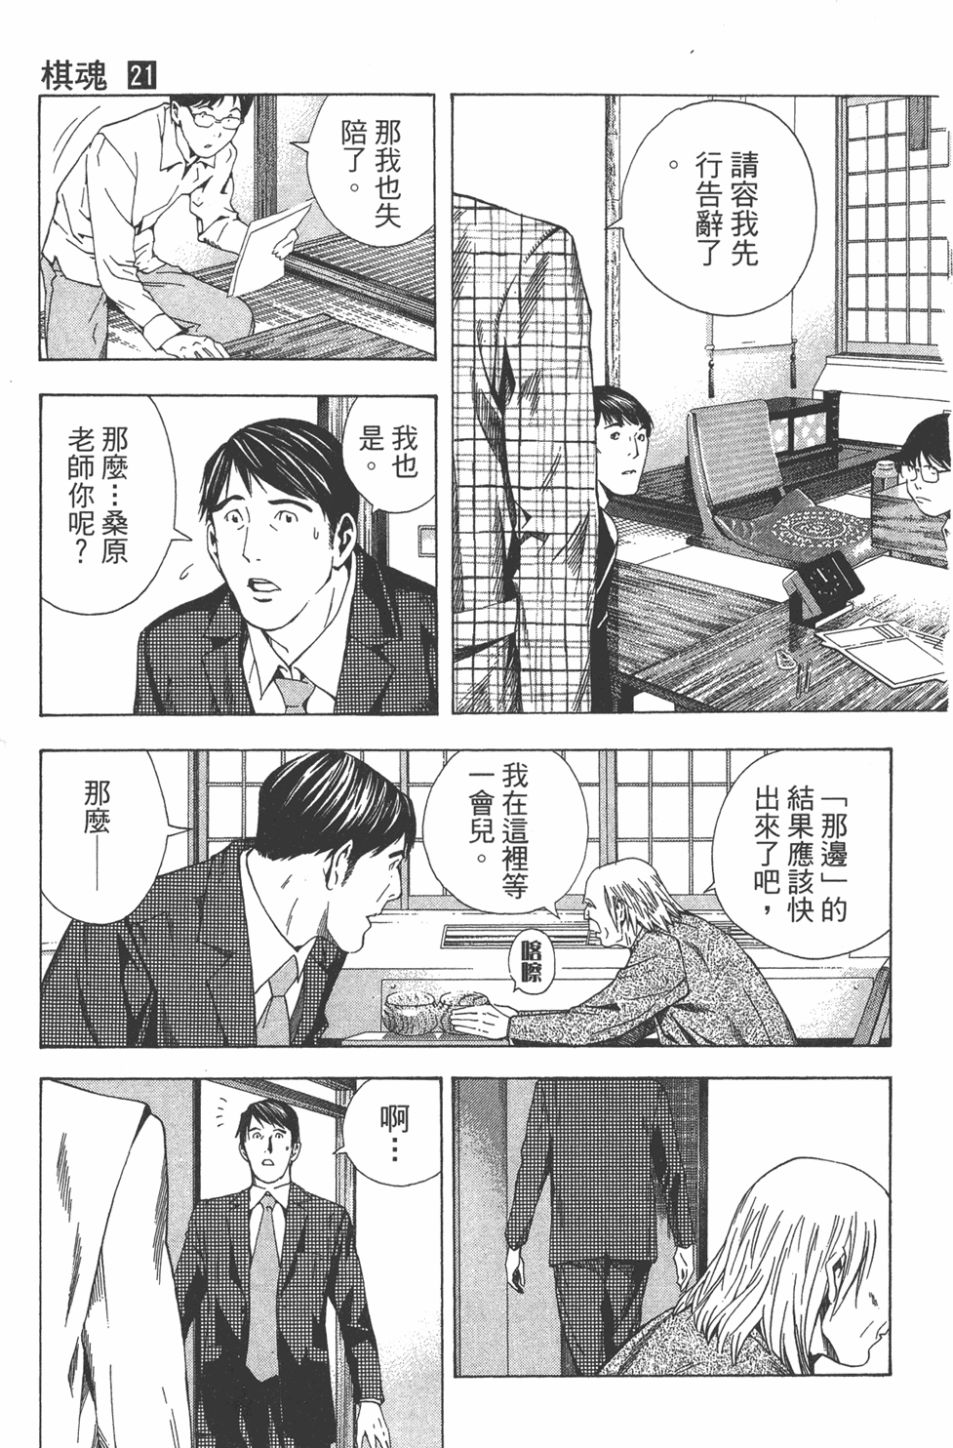 棋魂 21
請容我先
行告辭了
。
那我也失
陪了。
我也
是。
那麼…桑原
老師你呢？
「那邊」的
結果應該快
出來了吧，
我在這裡等
一會兒。
喀嚓
那麼──
啊…